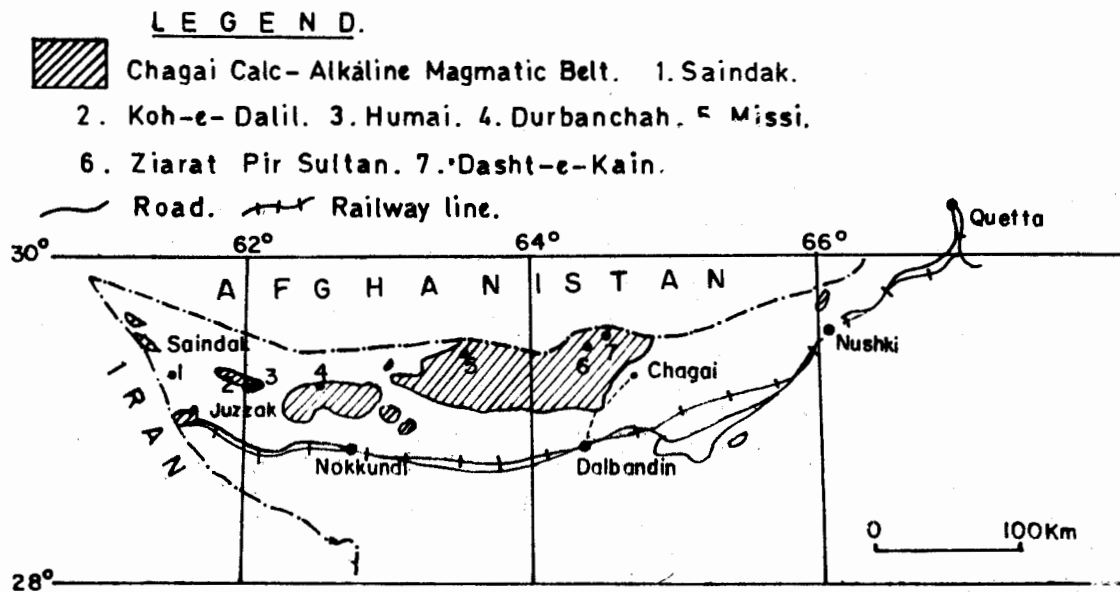 LEGEND.
Chagai Calc-Alkaline Magmatic Belt. 1. Saindak.
2. Koh-e-Dalil. 3. Humai. 4. Durbanchah. 5 Missi.
6. Ziarat Pir Sultan. 7. Dasht-e-Kain.
Road. Railway line.
Quetta
30° 62° 64° 66°
AFGHANISTAN
Saindak
Nushki
1 2 3 4 5 6 7 Chagai
Juzzak
IRAN
Nokkundi Dalbandin
0 100Km
28°